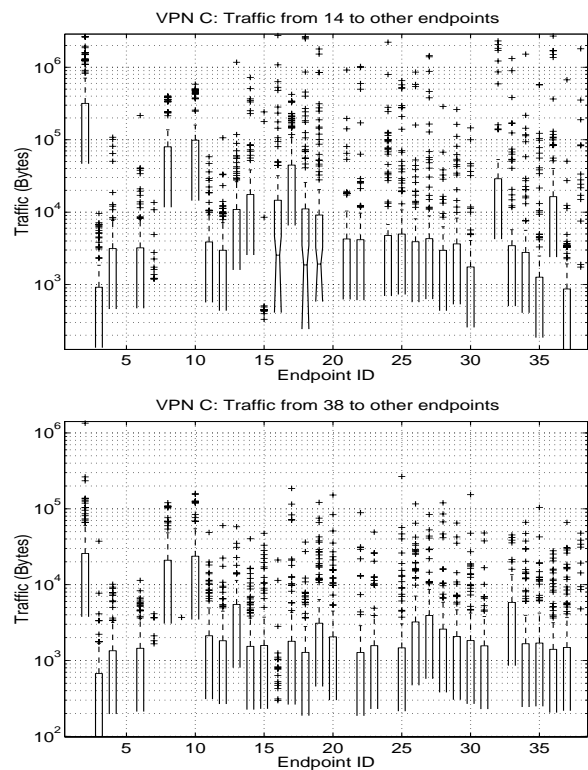 VPN C: Traffic from 14 to other endpoints
10^6
10^5
10^4
10^3
Traffic (Bytes)
5 10 15 20 25 30 35
Endpoint ID
VPN C: Traffic from 38 to other endpoints
10^6
10^5
10^4
10^3
10^2
Traffic (Bytes)
5 10 15 20 25 30 35
Endpoint ID